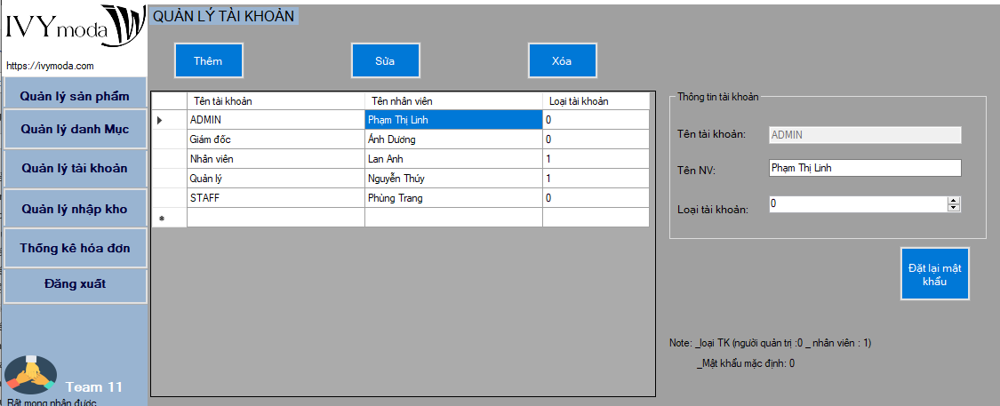 IVY moda
QUẢN LÝ TÀI KHOẢN
https://ivymoda.com
Thêm
Sửa
Xóa
Quản lý sản phẩm
Quản lý danh Mục
Quản lý tài khoản
Quản lý nhập kho
Thống kê hóa đơn
Đăng xuất
Team 11
Rất mong nhận được
Tên tài khoản Tên nhân viên Loại tài khoản
ADMIN Phạm Thị Linh 0
Giám đốc Ánh Dương 0
Nhân viên Lan Anh 1
Quản lý Nguyễn Thúy 1
STAFF Phùng Trang 0
Thông tin tài khoản
Tên tài khoản: ADMIN
Tên NV: Phạm Thị Linh
Loại tài khoản: 0
Đặt lại mật
khẩu
Note: _loại TK (người quản trị :0 _ nhân viên : 1)
_Mật khẩu mặc định: 0